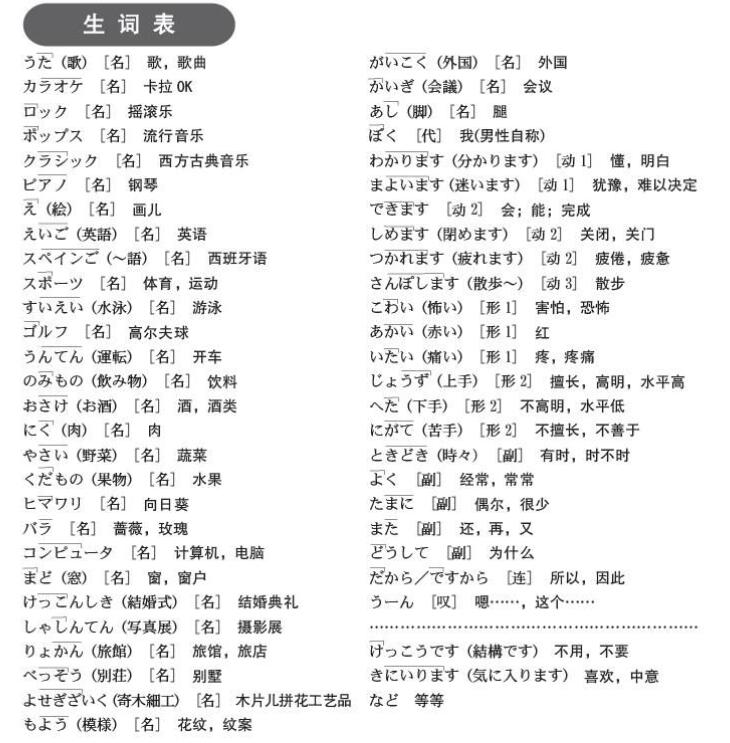 生词表
うた (歌) [名] 歌，歌曲
カラオケ [名] 卡拉 OK
ロック [名] 摇滚乐
ポップス [名] 流行音乐
クラシック [名] 西方古典音乐
ピアノ [名] 钢琴
え (絵) [名] 画儿
えいご (英語) [名] 英语
スペインご (～語) [名] 西班牙语
スポーツ [名] 体育，运动
すいえい (水泳) [名] 游泳
ゴルフ [名] 高尔夫球
うんてん (運転) [名] 开车
のみもの (飲み物) [名] 饮料
おさけ (お酒) [名] 酒，酒类
にく (肉) [名] 肉
やさい (野菜) [名] 蔬菜
くだもの (果物) [名] 水果
ヒマワリ [名] 向日葵
バラ [名] 蔷薇，玫瑰
コンピュータ [名] 计算机，电脑
まど (窓) [名] 窗，窗户
けっこんしき (結婚式) [名] 结婚典礼
しゃしんてん (写真展) [名] 摄影展
りょかん (旅館) [名] 旅馆，旅店
べっそう (別荘) [名] 别墅
よせぎざいく (寄木細工) [名] 木片儿拼花工艺品
もよう (模様) [名] 花纹，纹案
がいこく (外国) [名] 外国
かいぎ (会議) [名] 会议
あし (脚) [名] 腿
ぼく [代] 我(男性自称)
わかります (分かります) [动 1] 懂，明白
まよいます (迷います) [动 1] 犹豫，难以决定
できます [动 2] 会；能；完成
しめます (閉めます) [动 2] 关闭，关门
つかれます (疲れます) [动 2] 疲倦，疲惫
さんぽします (散歩～) [动 3] 散步
こわい (怖い) [形 1] 害怕，恐怖
あかい (赤い) [形 1] 红
いたい (痛い) [形 1] 疼，疼痛
じょうず (上手) [形 2] 擅长，高明，水平高
へた (下手) [形 2] 不高明，水平低
にがて (苦手) [形 2] 不擅长，不善于
ときどき (時々) [副] 有时，时不时
よく [副] 经常，常常
たまに [副] 偶尔，很少
また [副] 还，再，又
どうして [副] 为什么
だから／ですから [连] 所以，因此
うーん [叹] 嗯……，这个……
けっこうです (結構です) 不用，不要
きにいります (気に入ります) 喜欢，中意
など 等等